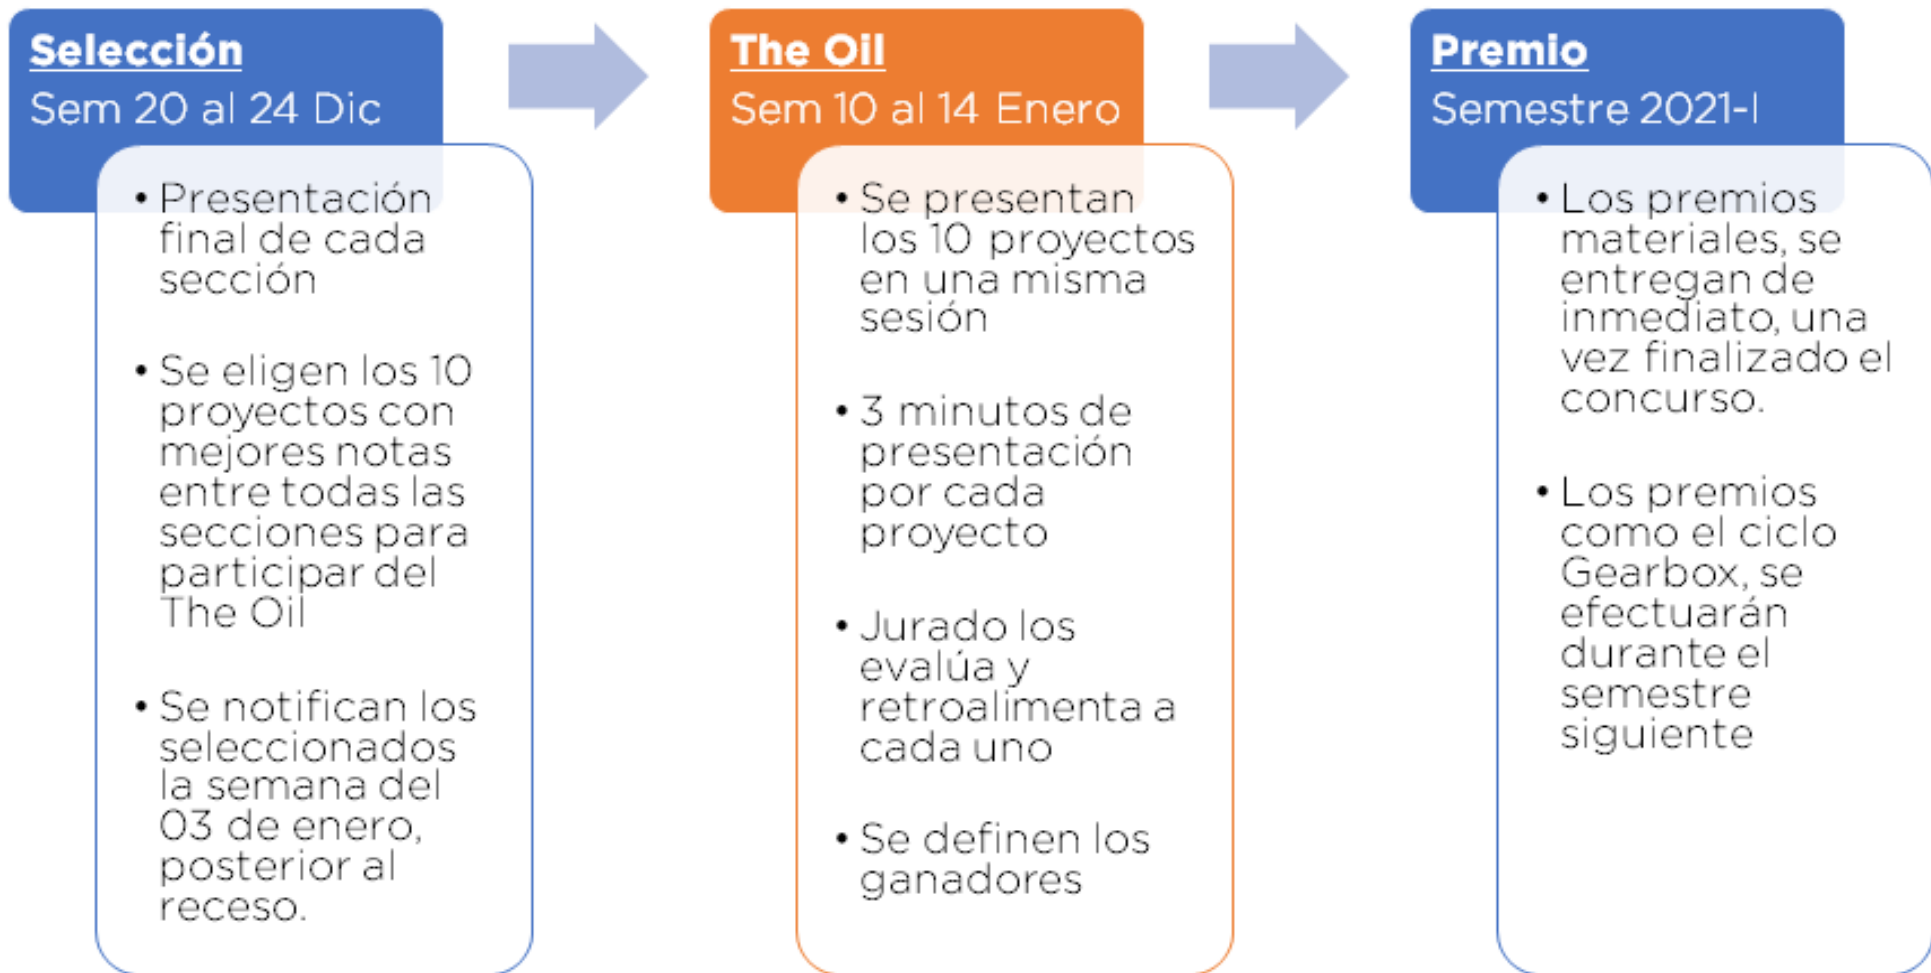 Selección
Sem 20 al 24 Dic
• Presentación
final de cada
sección
• Se eligen los 10
proyectos con
mejores notas
entre todas las
secciones para
participar del
The Oil
• Se notifican los
seleccionados
la semana del
03 de enero,
posterior al
receso.
The Oil
Sem 10 al 14 Enero
• Se presentan
los 10 proyectos
en una misma
sesión
• 3 minutos de
presentación
por cada
proyecto
• Jurado los
evalúa y
retroalimenta a
cada uno
• Se definen los
ganadores
Premio
Semestre 2021-I
• Los premios
materiales, se
entregan de
inmediato, una
vez finalizado el
concurso.
• Los premios
como el ciclo
Gearbox, se
efectuarán
durante el
semestre
siguiente